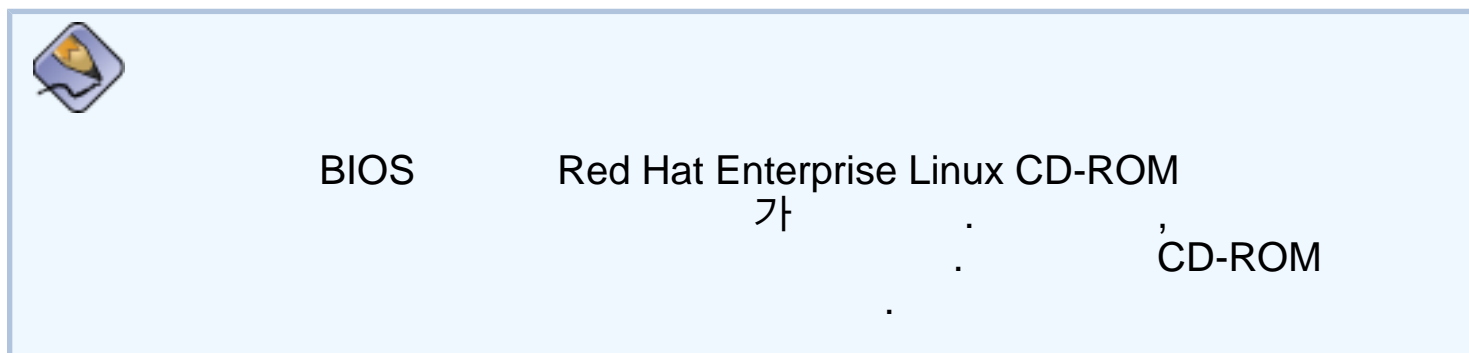 BIOS Red Hat Enterprise Linux CD-ROM
가 . ,
. CD-ROM
.